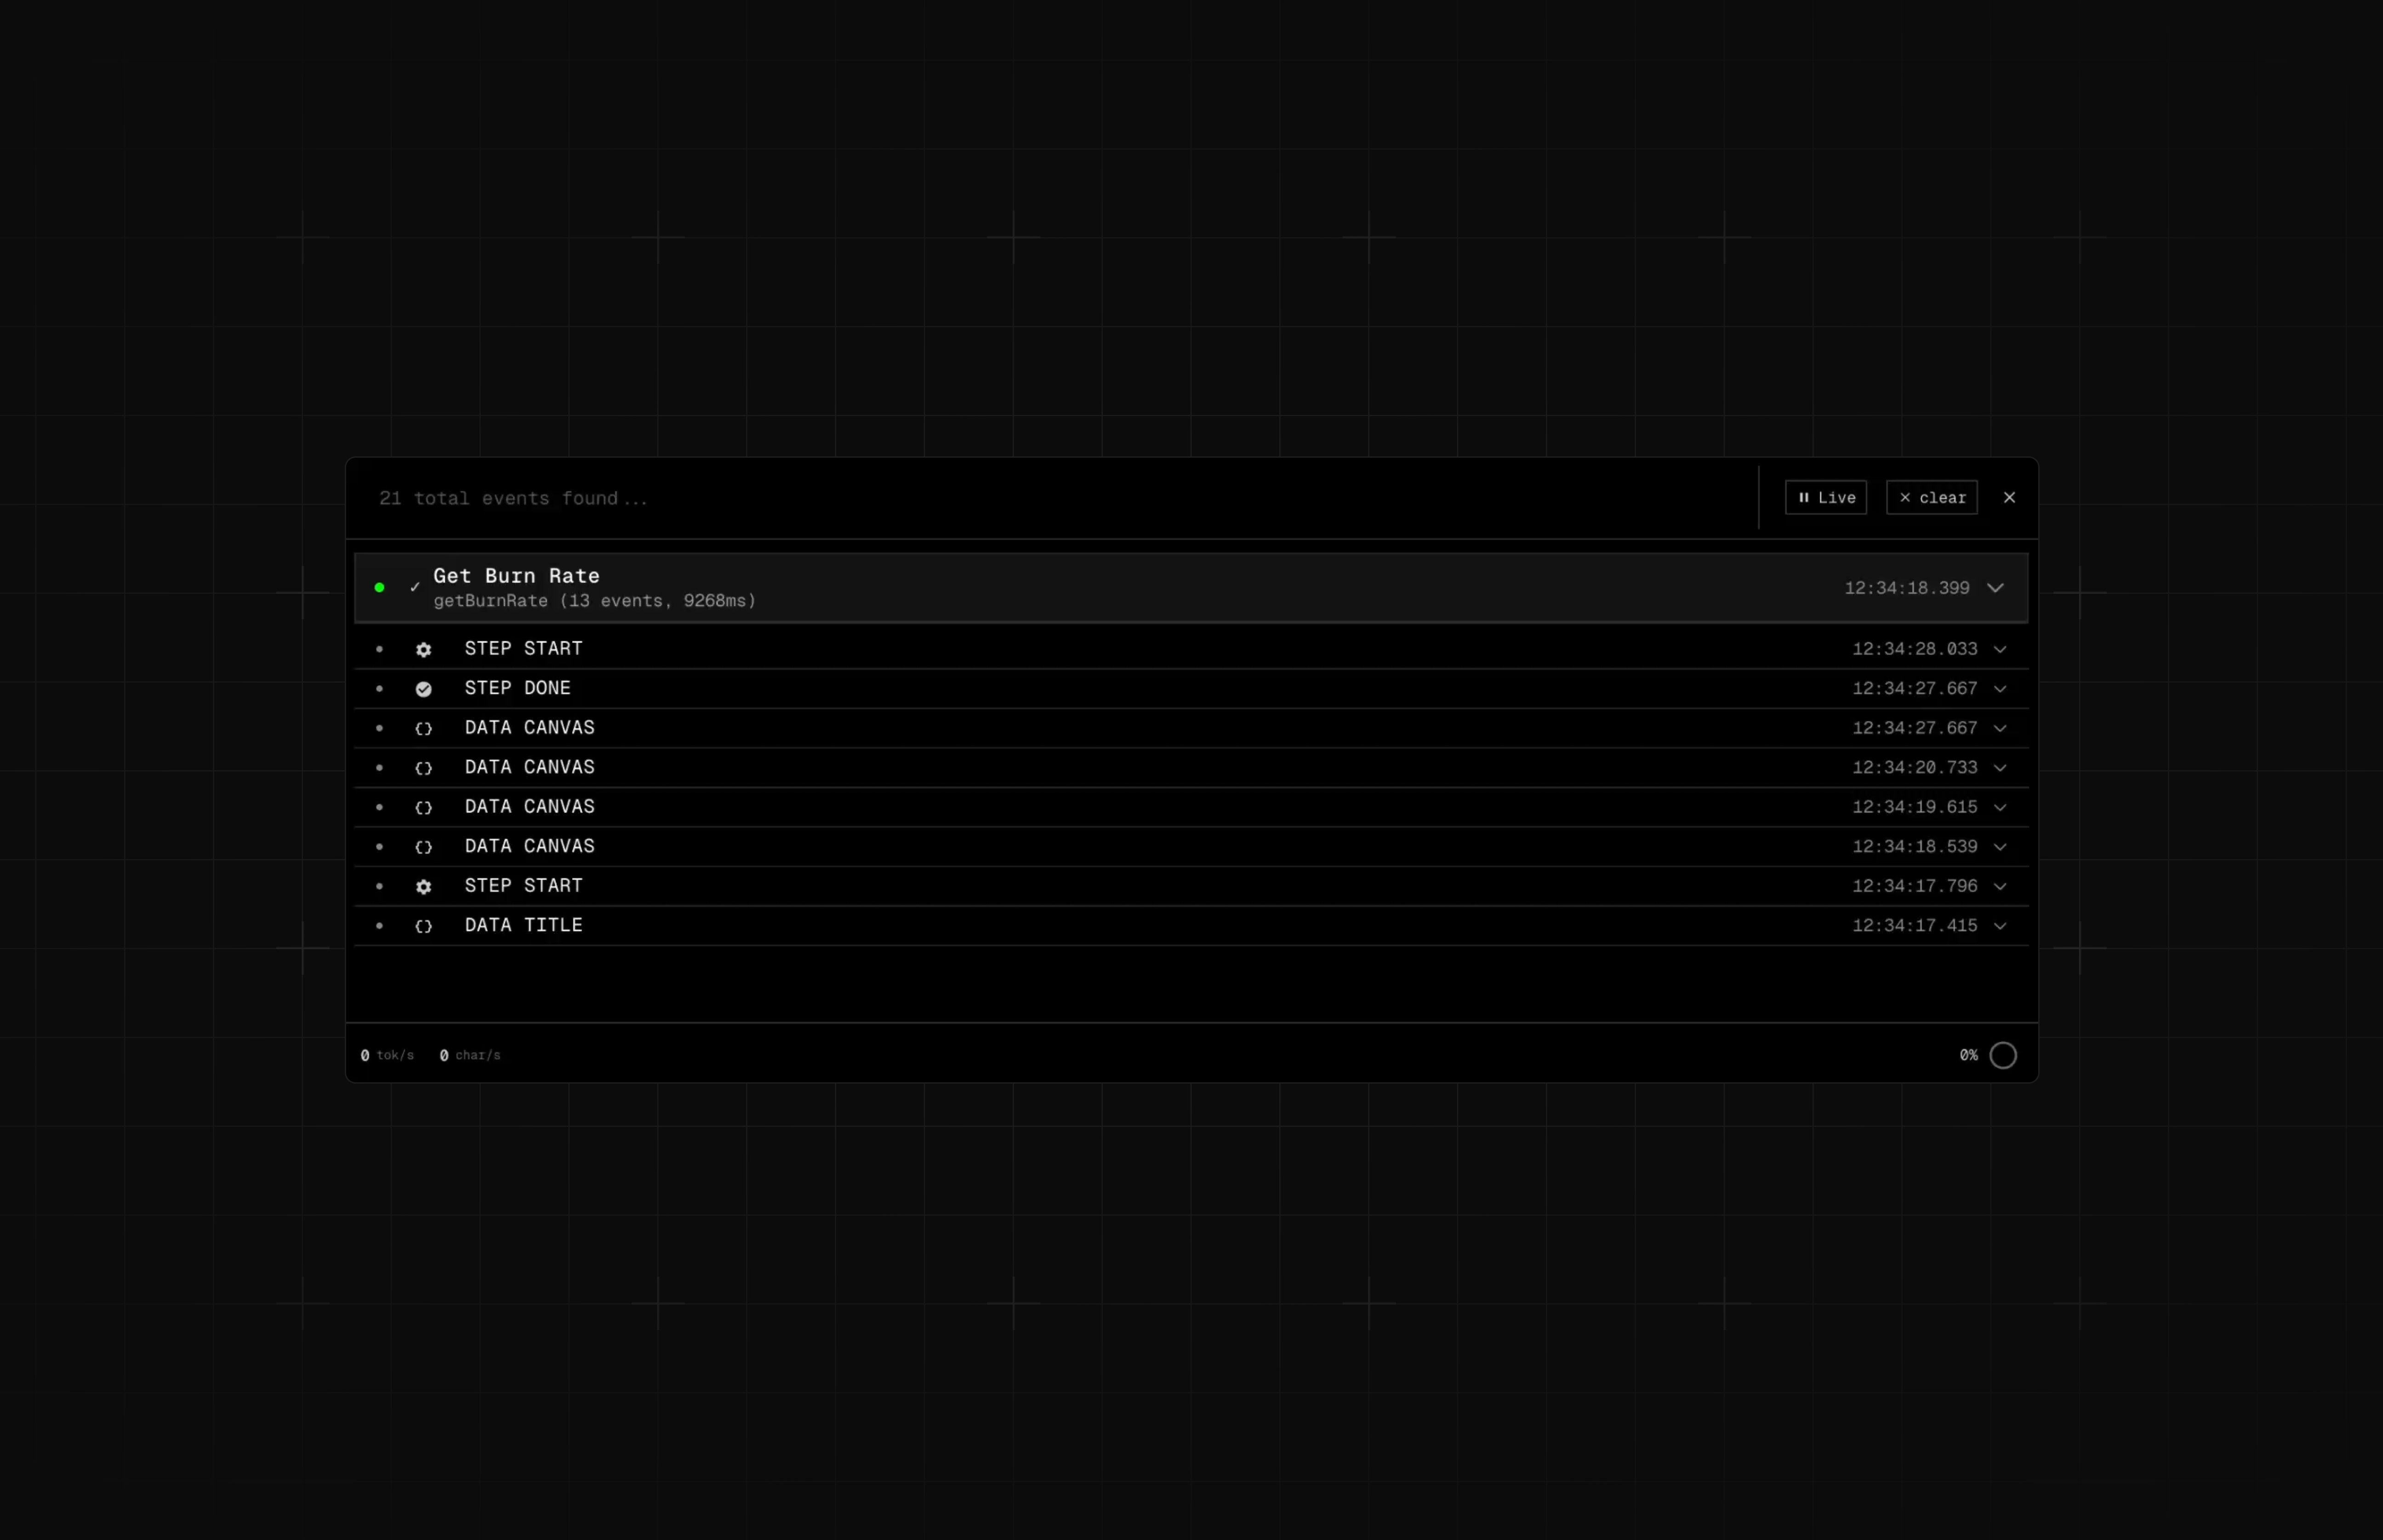 21 total events found...
Live
clear
Get Burn Rate
getBurnRate (13 events, 9268ms)
12:34:18.399
STEP START 12:34:28.033
STEP DONE 12:34:27.667
DATA CANVAS 12:34:27.667
DATA CANVAS 12:34:20.733
DATA CANVAS 12:34:19.615
DATA CANVAS 12:34:18.539
STEP START 12:34:17.796
DATA TITLE 12:34:17.415
0 tok/s 0 char/s 0%